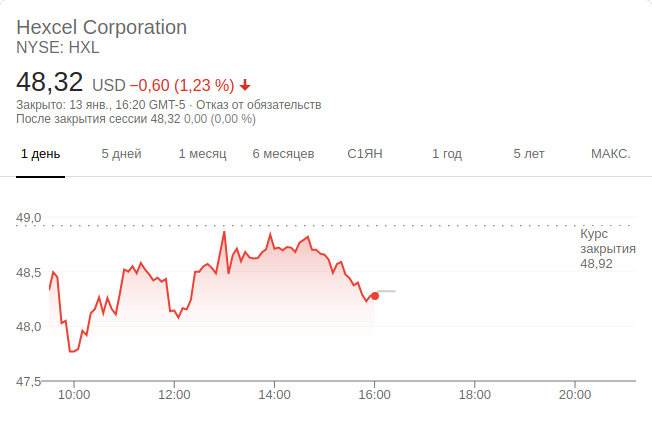 Hexcel Corporation
NYSE: HXL
48,32 USD −0,60 (1,23 %)
Закрыто: 13 янв., 16:20 GMT-5 · Отказ от обязательств
После закрытия сессии 48,32 0,00 (0,00 %)
1 день 5 дней 1 месяц 6 месяцев С1ЯН 1 год 5 лет МАКС.
49,0
Курс
закрытия
48,92
48,5
48,0
47,5
10:00 12:00 14:00 16:00 18:00 20:00